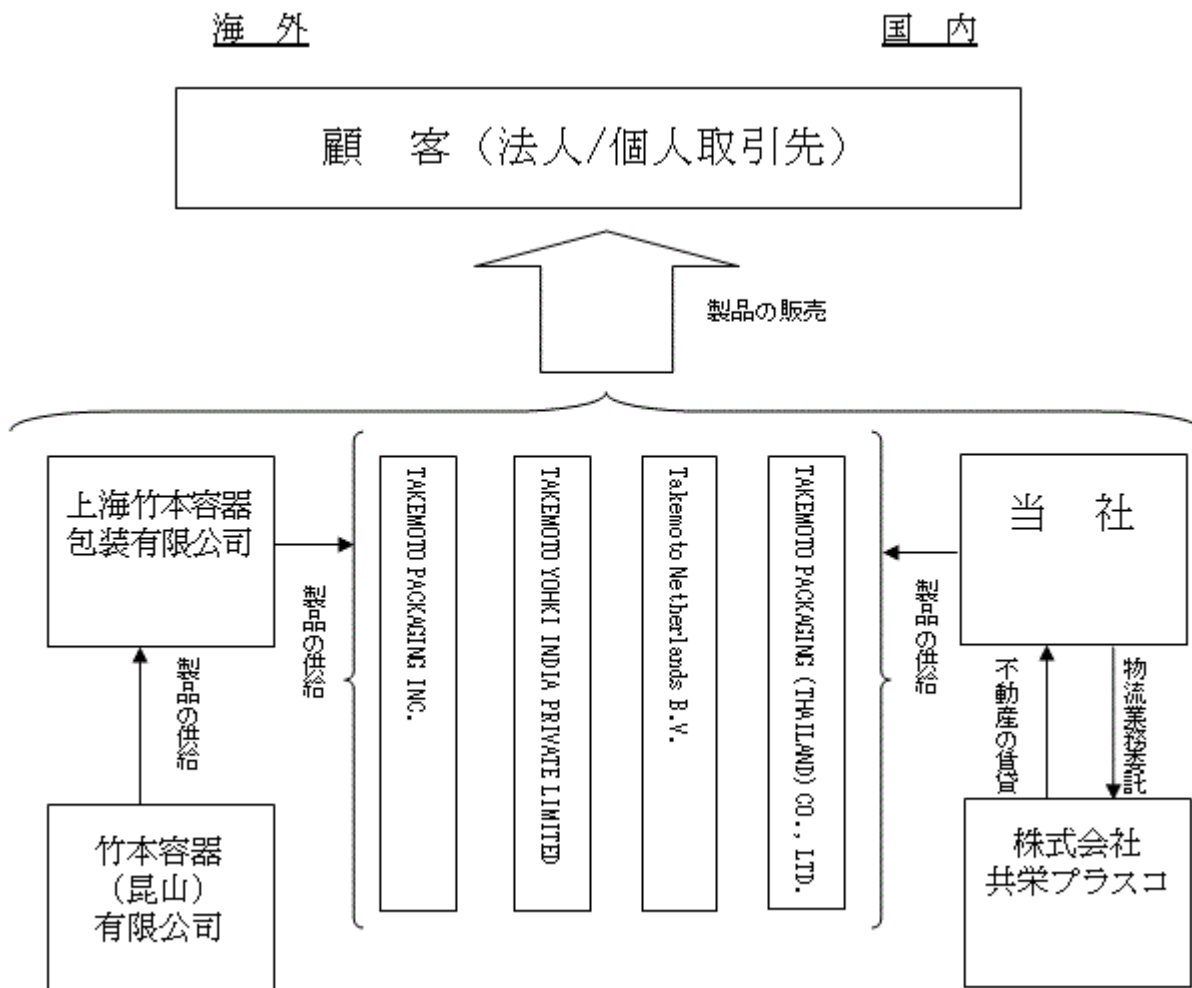 海　外
国　内
顧　客（法人/個人取引先）
製品の販売
上海竹本容器
包装有限公司
製品の供給
TAKEMOTO PACKAGING INC.
TAKEMOTO YOHKI INDIA PRIVATE LIMITED
Takemoto Netherlands B.V.
TAKEMOTO PACKAGING (THAILAND) CO., LTD.
製品の供給
当　社
製品の供給
不動産の賃貸
物流業務委託
竹本容器
（昆山）
有限公司
株式会社
共栄プラスコ